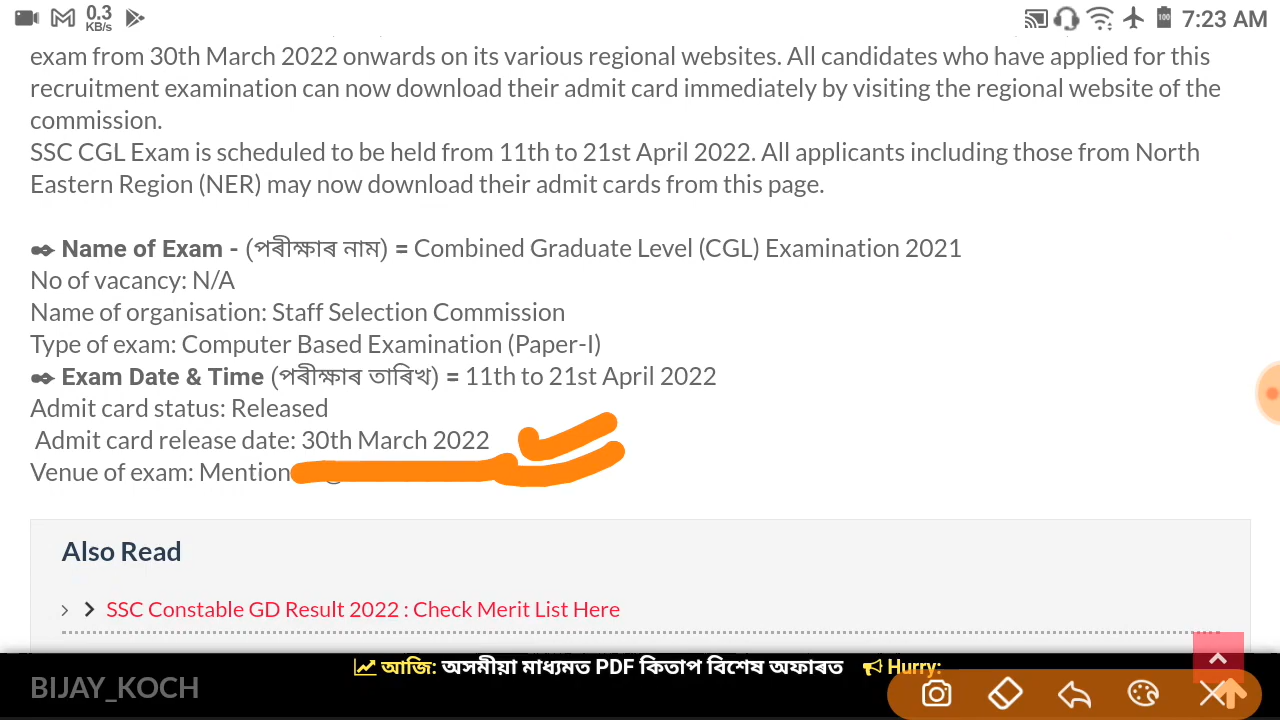 0.3
KB/s
100
7:23 AM
exam from 30th March 2022 onwards on its various regional websites. All candidates who have applied for this
recruitment examination can now download their admit card immediately by visiting the regional website of the
commission.
SSC CGL Exam is scheduled to be held from 11th to 21st April 2022. All applicants including those from North
Eastern Region (NER) may now download their admit cards from this page.
✒ Name of Exam - (পৰীক্ষাৰ নাম) = Combined Graduate Level (CGL) Examination 2021
No of vacancy: N/A
Name of organisation: Staff Selection Commission
Type of exam: Computer Based Examination (Paper-I)
✒ Exam Date & Time (পৰীক্ষাৰ তাৰিখ) = 11th to 21st April 2022
Admit card status: Released
Admit card release date: 30th March 2022
Venue of exam: Mention
Also Read
SSC Constable GD Result 2022 : Check Merit List Here
আজি: অসমীয়া মাধ্যমত PDF কিতাপ বিশেষ অফাৰত Hurry:
BIJAY_KOCH